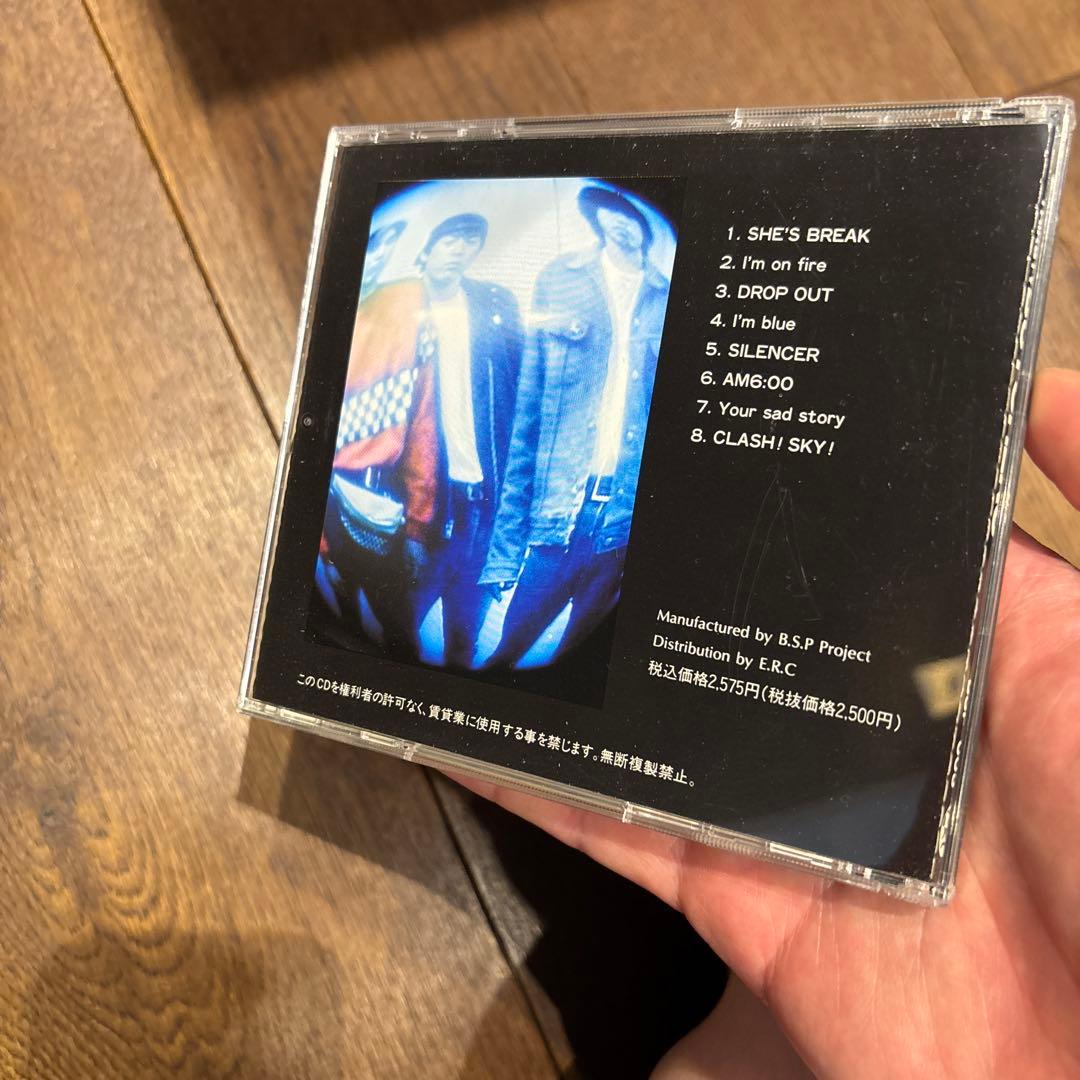 1. SHE'S BREAK
2. I'm on fire
3. DROP OUT
4. I'm blue
5. SILENCER
6. AM6:00
7. Your sad story
8. CLASH! SKY!
Manufactured by B.S.P Project
Distribution by E.R.C
税込価格2,575円(税抜価格2,500円)
このCDを権利者の許可なく、賃貸業に使用する事を禁じます。無断複製禁止。